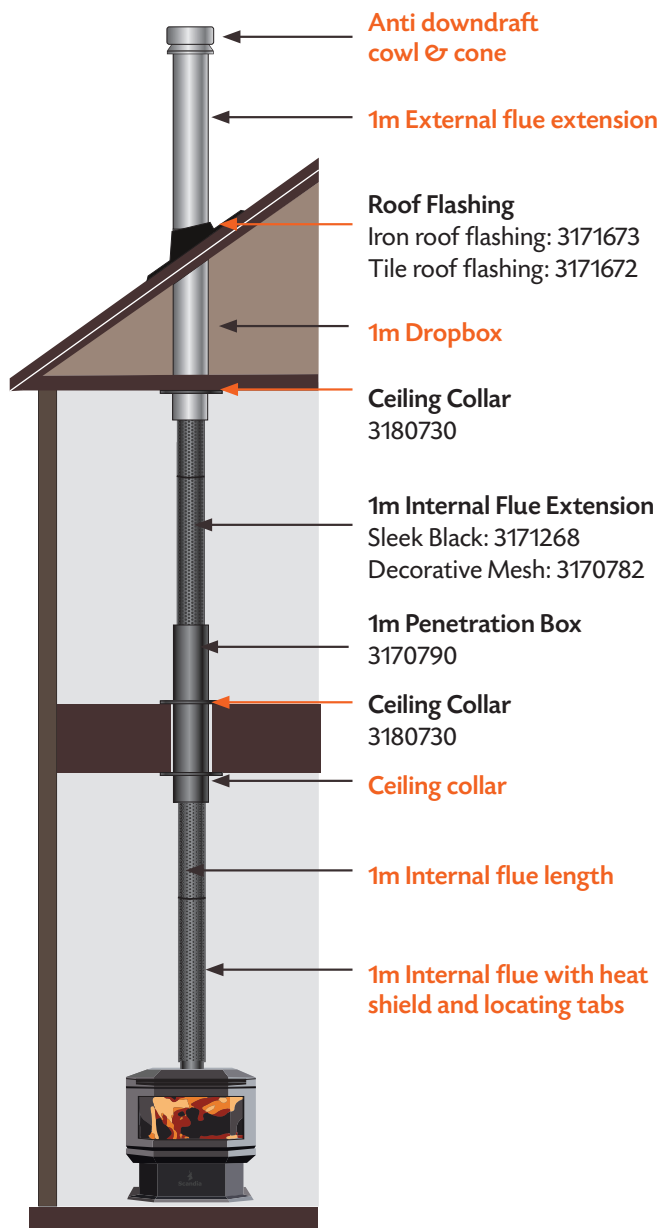 Anti downdraft
cowl & cone
1m External flue extension
Roof Flashing
Iron roof flashing: 3171673
Tile roof flashing: 3171672
1m Dropbox
Ceiling Collar
3180730
1m Internal Flue Extension
Sleek Black: 3171268
Decorative Mesh: 3170782
1m Penetration Box
3170790
Ceiling Collar
3180730
Ceiling collar
1m Internal flue length
1m Internal flue with heat
shield and locating tabs
Scandia